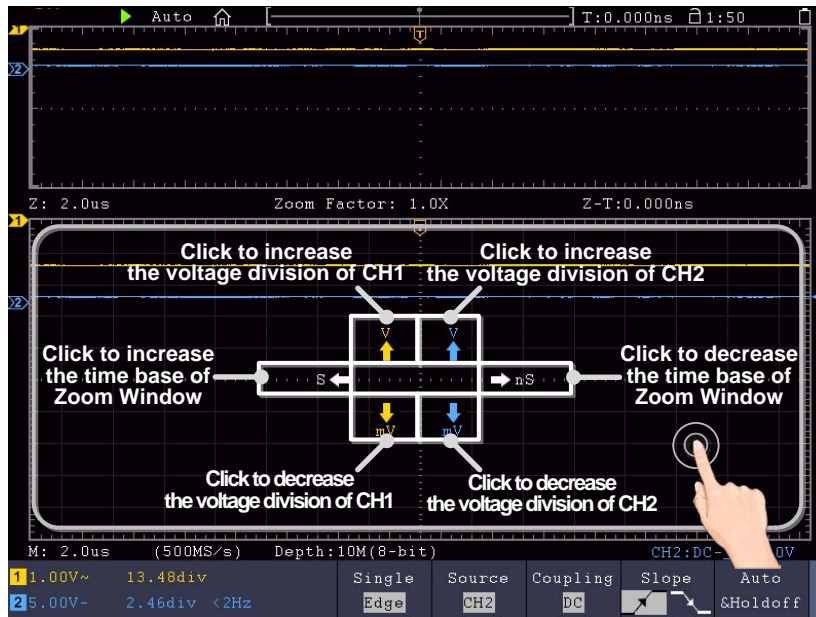 Auto T:0.000ns 1:50
T
1
2
Z: 2.0us Zoom Factor: 1.0X Z-T:0.000ns
1
T
2
Click to increase
the voltage division of CH1
Click to increase
the voltage division of CH2
V V
Click to increase
the time base of
Zoom Window
S nS
Click to decrease
the time base of
Zoom Window
mV mV
Click to decrease
the voltage division of CH1
Click to decrease
the voltage division of CH2
M: 2.0us (500MS/s) Depth:10M(8-bit) CH2:DC- 0V
1 1.00V~ 13.48div Single Source Coupling Slope Auto
2 5.00V- 2.46div <2Hz Edge CH2 DC &Holdoff